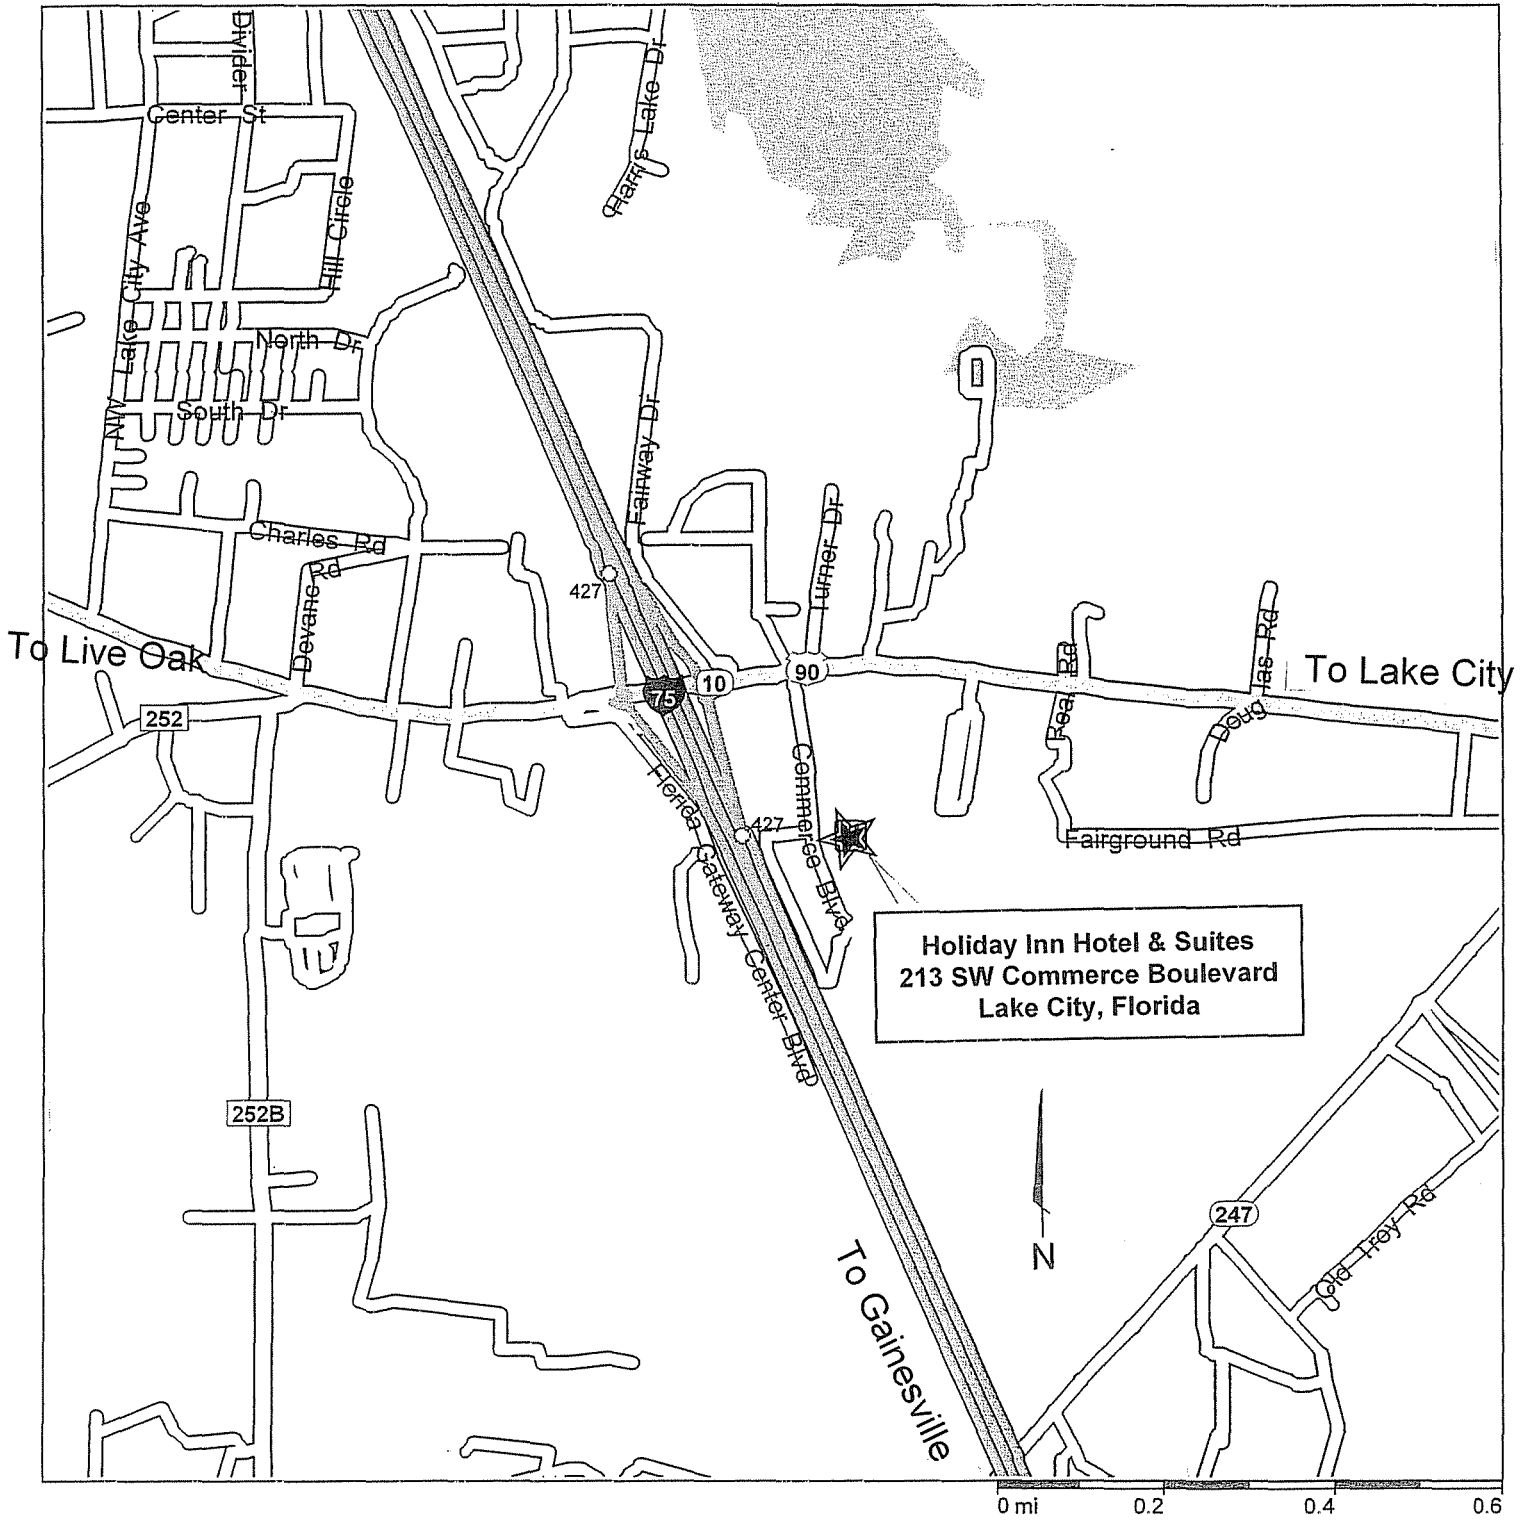 Divider
Center St
Harris Lake Dr
Hill Circle
NW Lake City Ave
North Dr
South Dr
Fairway Dr
Turner Dr
Charles Rd
Devane Rd
427
To Live Oak
75
10
90
To Lake City
252
Douglas Rd
Florida Gateway Center Blvd
427
Commerce Blvd
Fairground Rd
Holiday Inn Hotel & Suites
213 SW Commerce Boulevard
Lake City, Florida
252B
N
247
Old Troy Rd
To Gainesville
0 mi 0.2 0.4 0.6